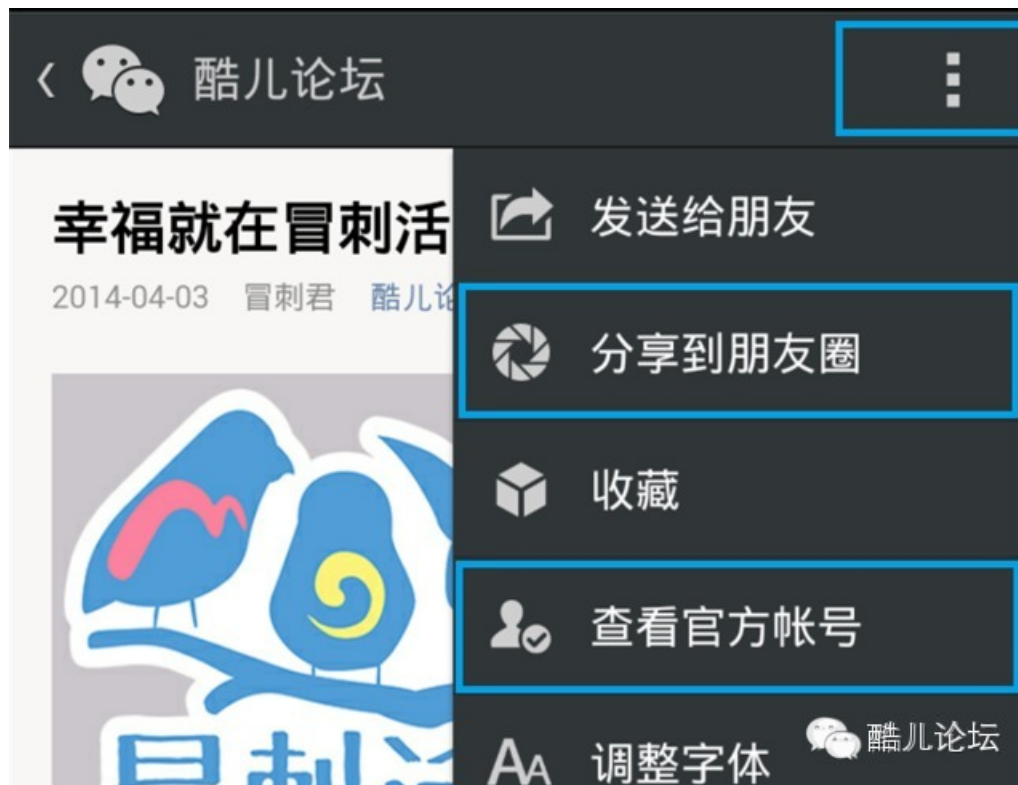 酷儿论坛
幸福就在冒刺活
2014-04-03 冒刺君 酷儿论
发送给朋友
分享到朋友圈
收藏
查看官方帐号
调整字体
冒刺
酷儿论坛